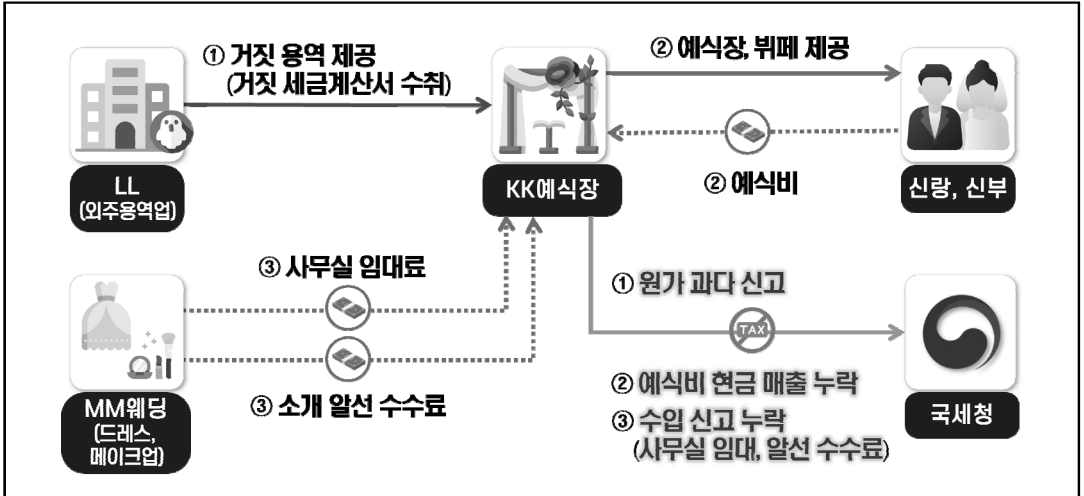 ① 거짓 용역 제공
(거짓 세금계산서 수취)
② 예식장, 뷔페 제공
LL
(외주용역업)
KK예식장
② 예식비
신랑, 신부
③ 사무실 임대료
③ 소개 알선 수수료
MM웨딩
(드레스,
메이크업)
① 원가 과다 신고
TAX
② 예식비 현금 매출 누락
③ 수입 신고 누락
(사무실 임대, 알선 수수료)
국세청